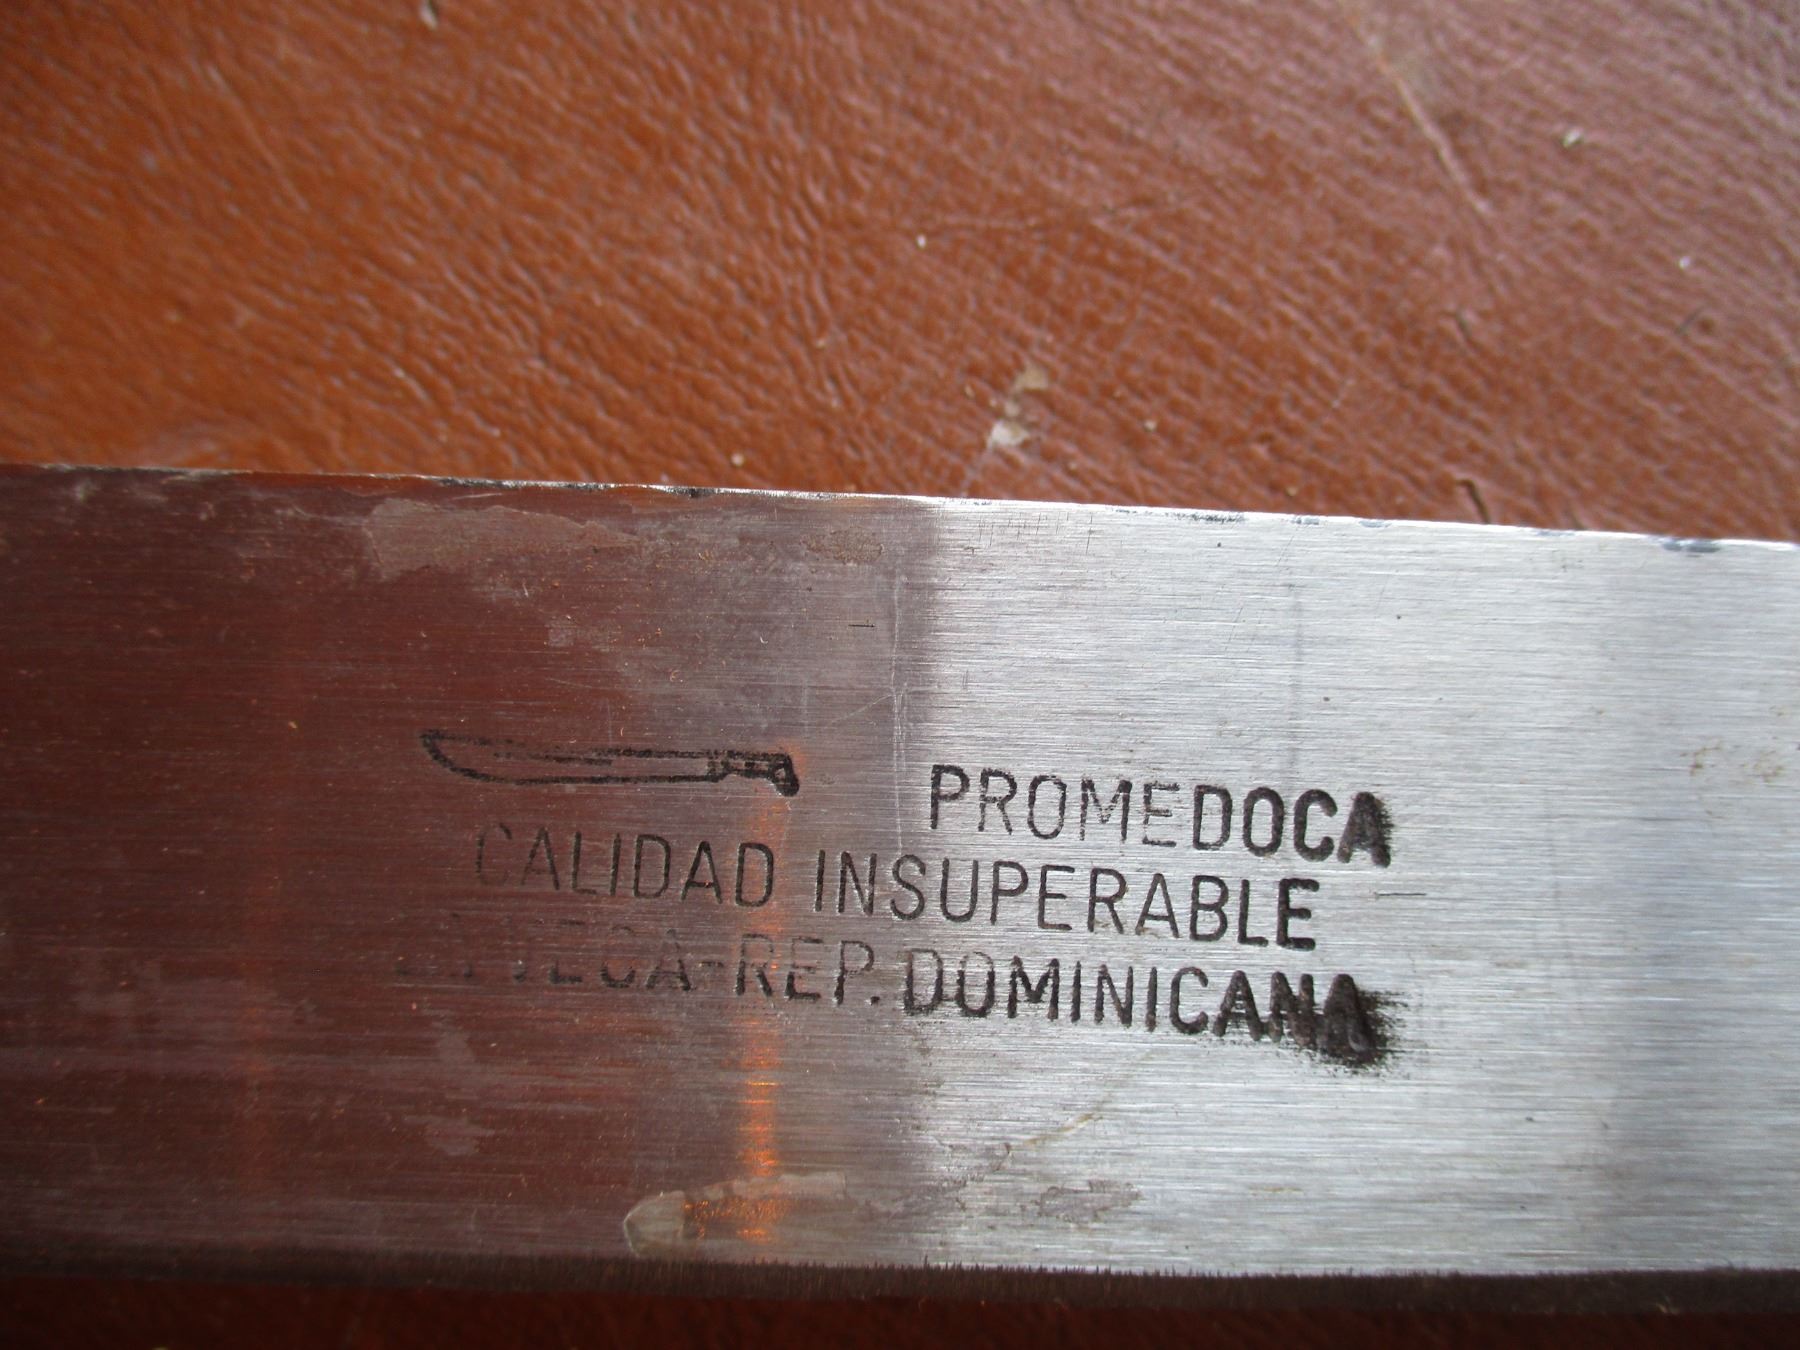 PROMEDOCA
CALIDAD INSUPERABLE
REP. DOMINICANA